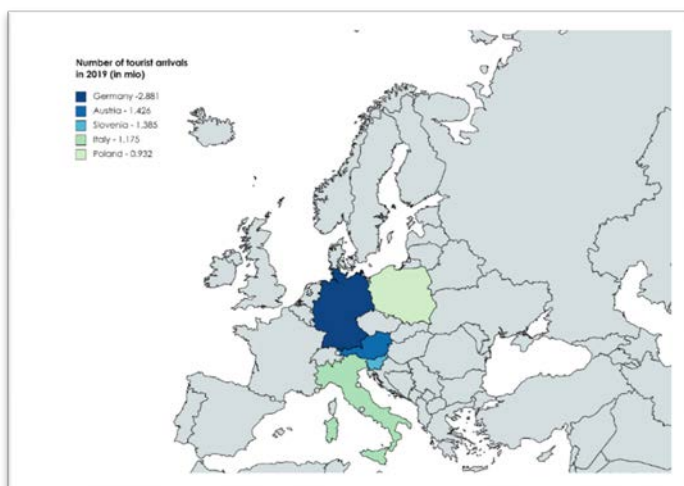 Number of tourist arrivals
in 2019 (in mio)
Germany -2.881
Austria - 1.426
Slovenia - 1.385
Italy - 1.175
Poland - 0.932